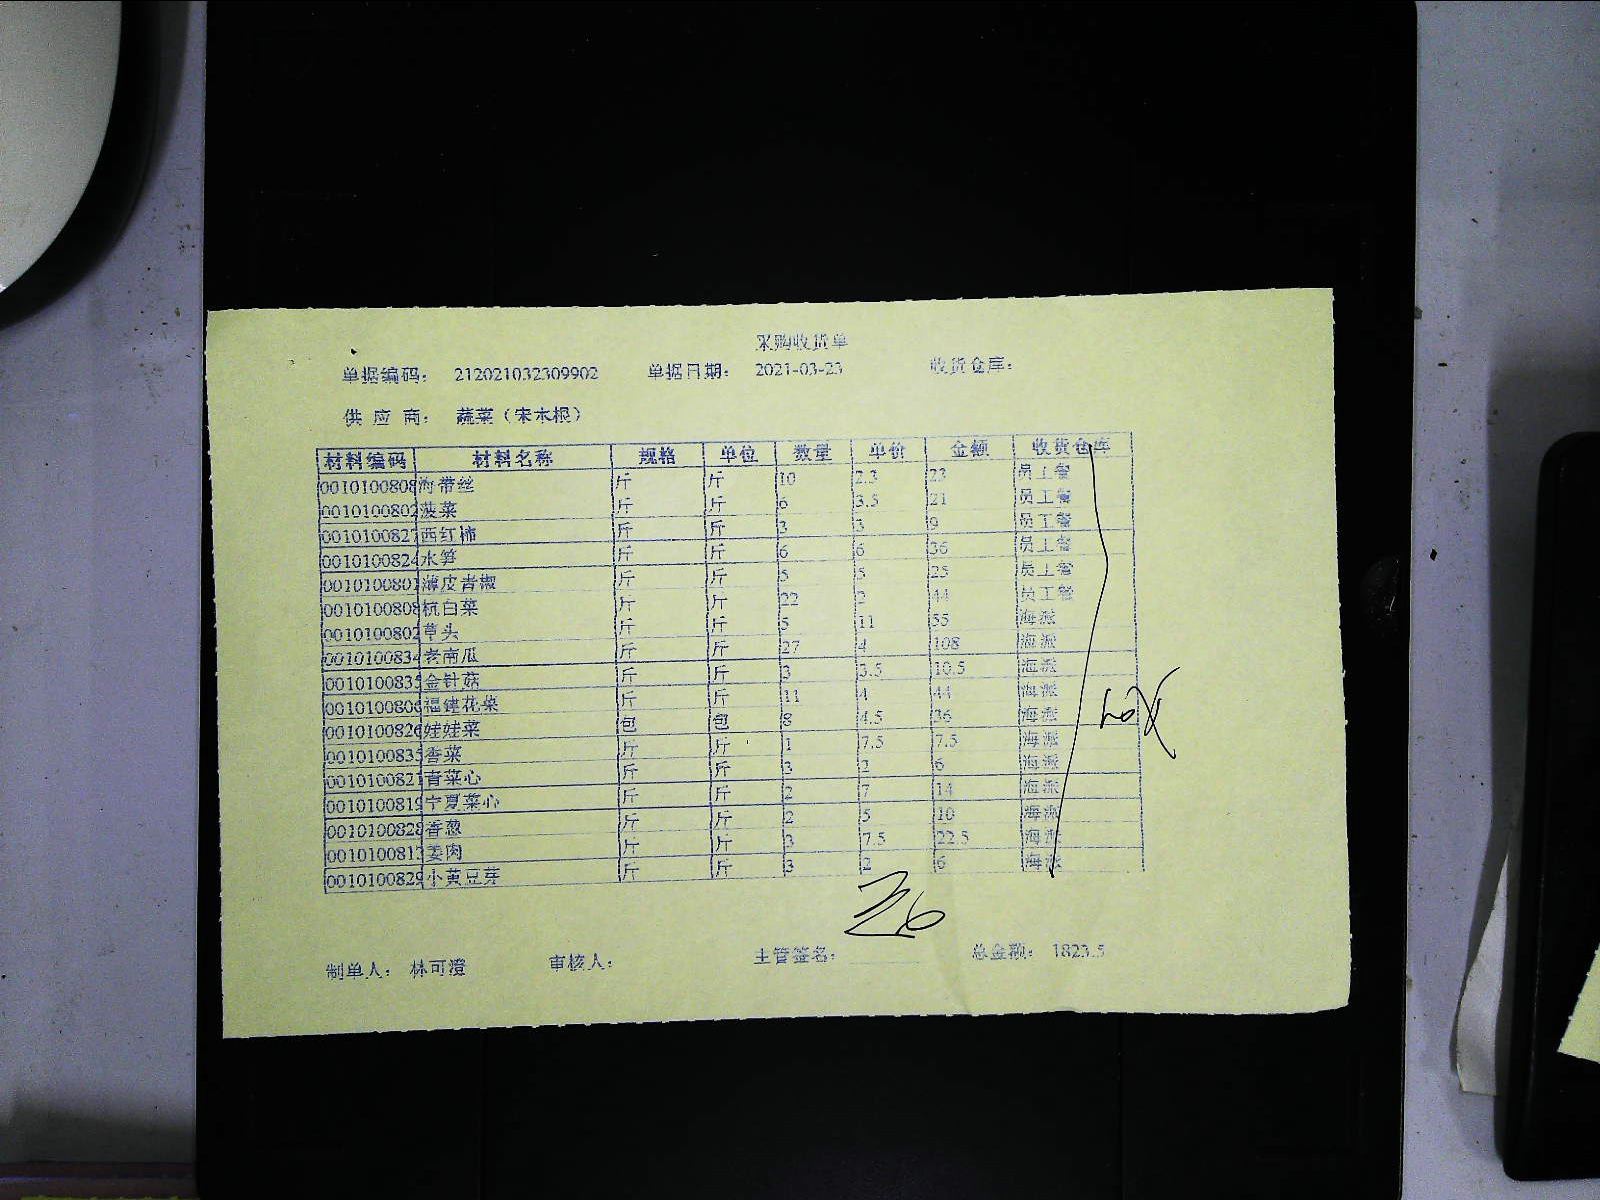 采购收货单
单据编码： 212021032309902 单据日期： 2021-03-23 收货仓库：
供 应 商： 蔬菜（宋木根）
材料编码 材料名称 规格 单位 数量 单价 金额 收货仓库
0010100808 海带丝 斤 斤 10 2.3 23 员工餐
0010100802 菠菜 斤 斤 6 3.5 21 员工餐
0010100827 西红柿 斤 斤 3 3 9 员工餐
0010100824 水笋 斤 斤 6 6 36 员工餐
0010100801 薄皮青椒 斤 斤 5 5 25 员工餐
0010100808 杭白菜 斤 斤 22 2 44 员工餐
0010100802 草头 斤 斤 5 11 55 海派
0010100834 老南瓜 斤 斤 27 4 108 海派
0010100835 金针菇 斤 斤 3 3.5 10.5 海派
0010100806 福建花菜 斤 斤 11 4 44 海派
0010100826 娃娃菜 包 包 8 4.5 36 海派
0010100835 香菜 斤 斤 1 7.5 7.5 海派
0010100821 青菜心 斤 斤 3 2 6 海派
0010100819 宁夏菜心 斤 斤 2 7 14 海派
0010100828 香葱 斤 斤 2 5 10 海派
0010100813 姜肉 斤 斤 3 7.5 22.5 海派
0010100829 小黄豆芽 斤 斤 3 2 6 海派
制单人： 林可澄 审核人： 主管签名： 总金额： 1823.5